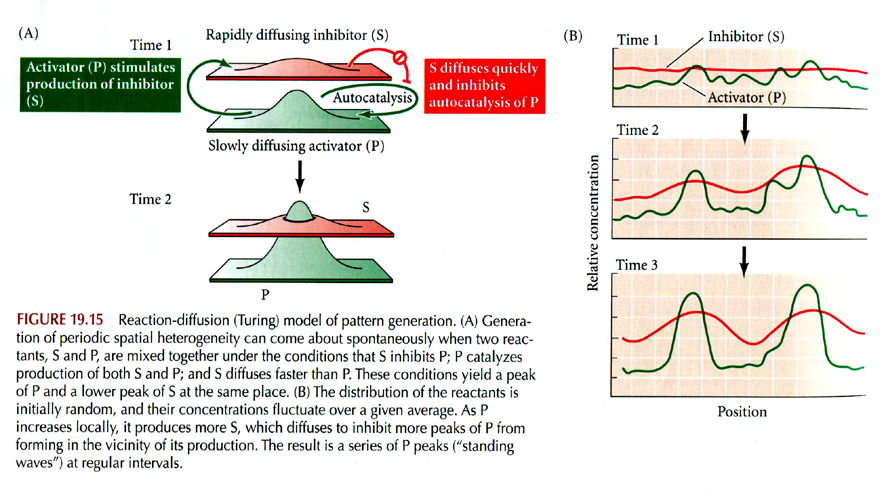 (A)
Time 1
Rapidly diffusing inhibitor (S)
Activator (P) stimulates
production of inhibitor
(S)
Autocatalysis
S diffuses quickly
and inhibits
autocatalysis of P
Slowly diffusing activator (P)
Time 2
S
P
FIGURE 19.15 Reaction-diffusion (Turing) model of pattern generation. (A) Genera-
tion of periodic spatial heterogeneity can come about spontaneously when two reac-
tants, S and P, are mixed together under the conditions that S inhibits P; P catalyzes
production of both S and P; and S diffuses faster than P. These conditions yield a peak
of P and a lower peak of S at the same place. (B) The distribution of the reactants is
initially random, and their concentrations fluctuate over a given average. As P
increases locally, it produces more S, which diffuses to inhibit more peaks of P from
forming in the vicinity of its production. The result is a series of P peaks (“standing
waves”) at regular intervals.
(B)
Time 1
Inhibitor (S)
Activator (P)
Time 2
Relative concentration
Time 3
Position